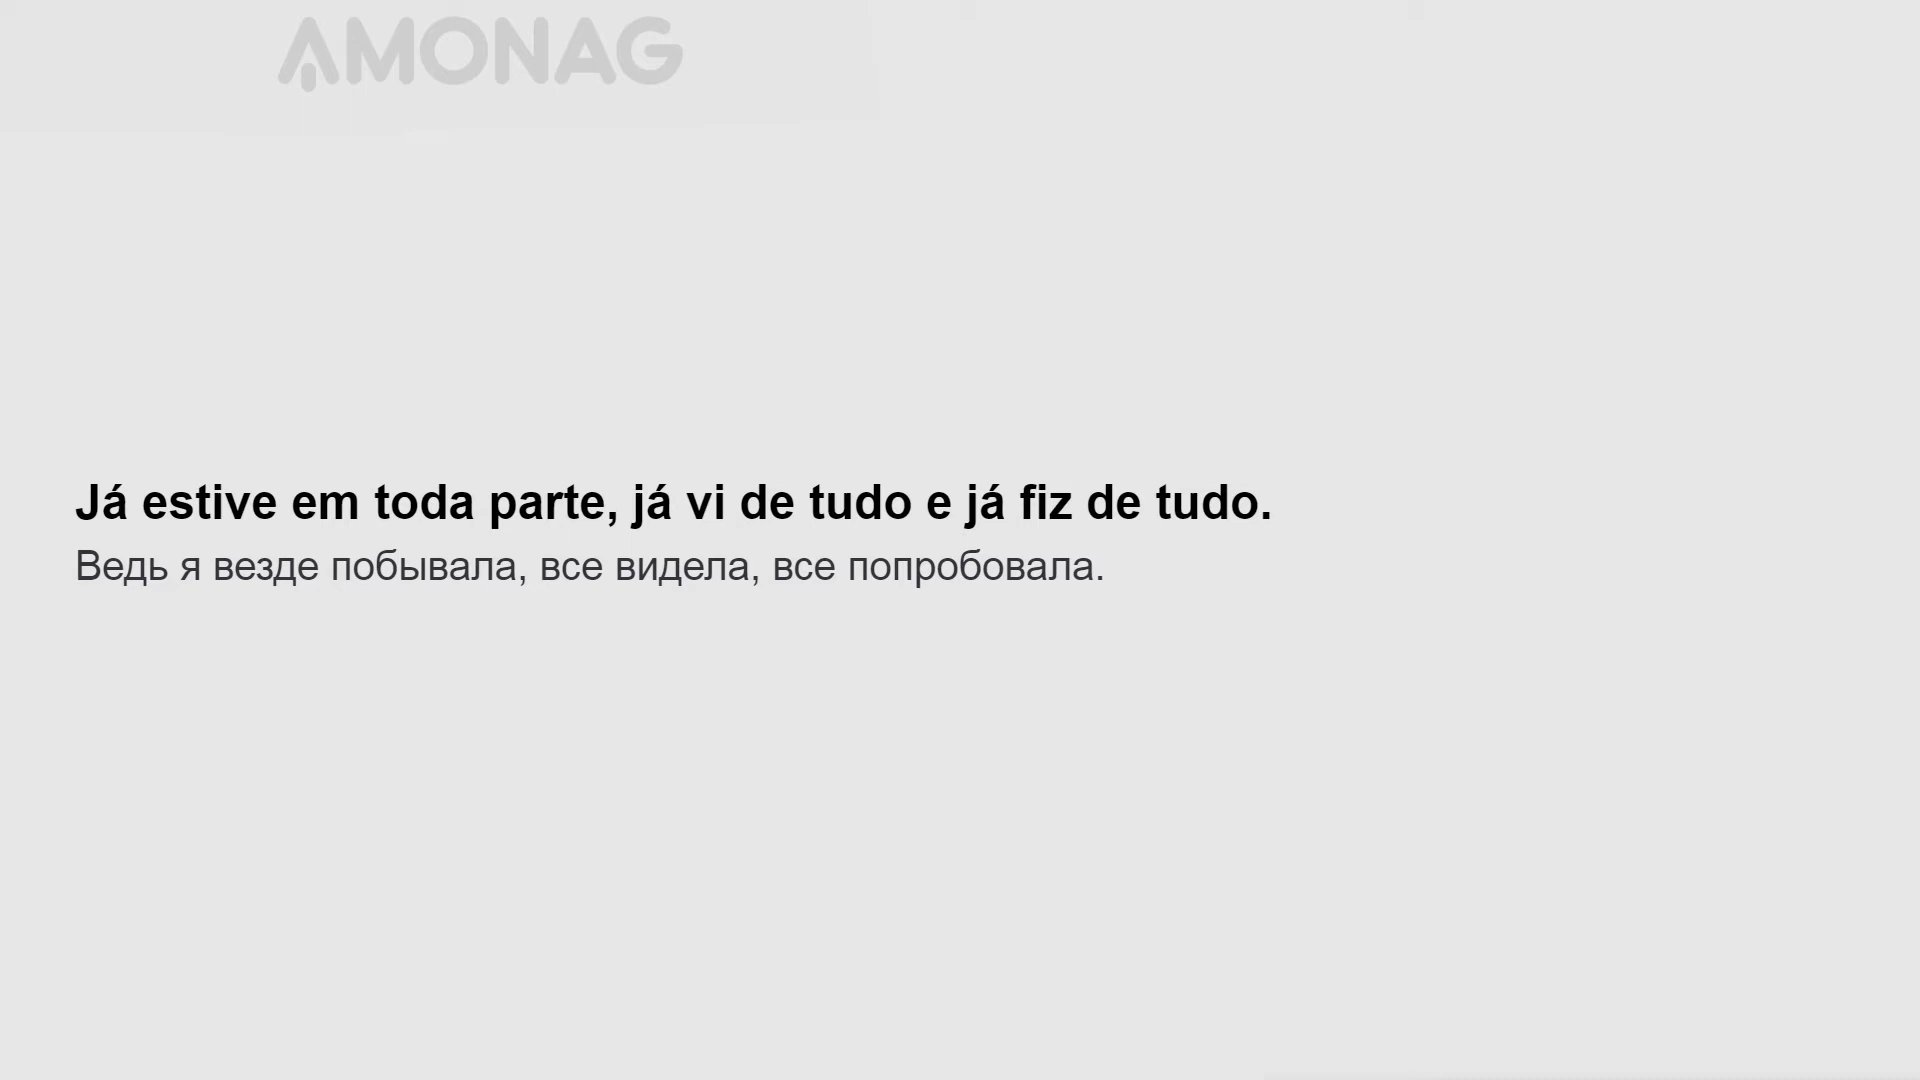 AMONAG
Já estive em toda parte, já vi de tudo e já fiz de tudo.
Ведь я везде побывала, все видела, все попробовала.